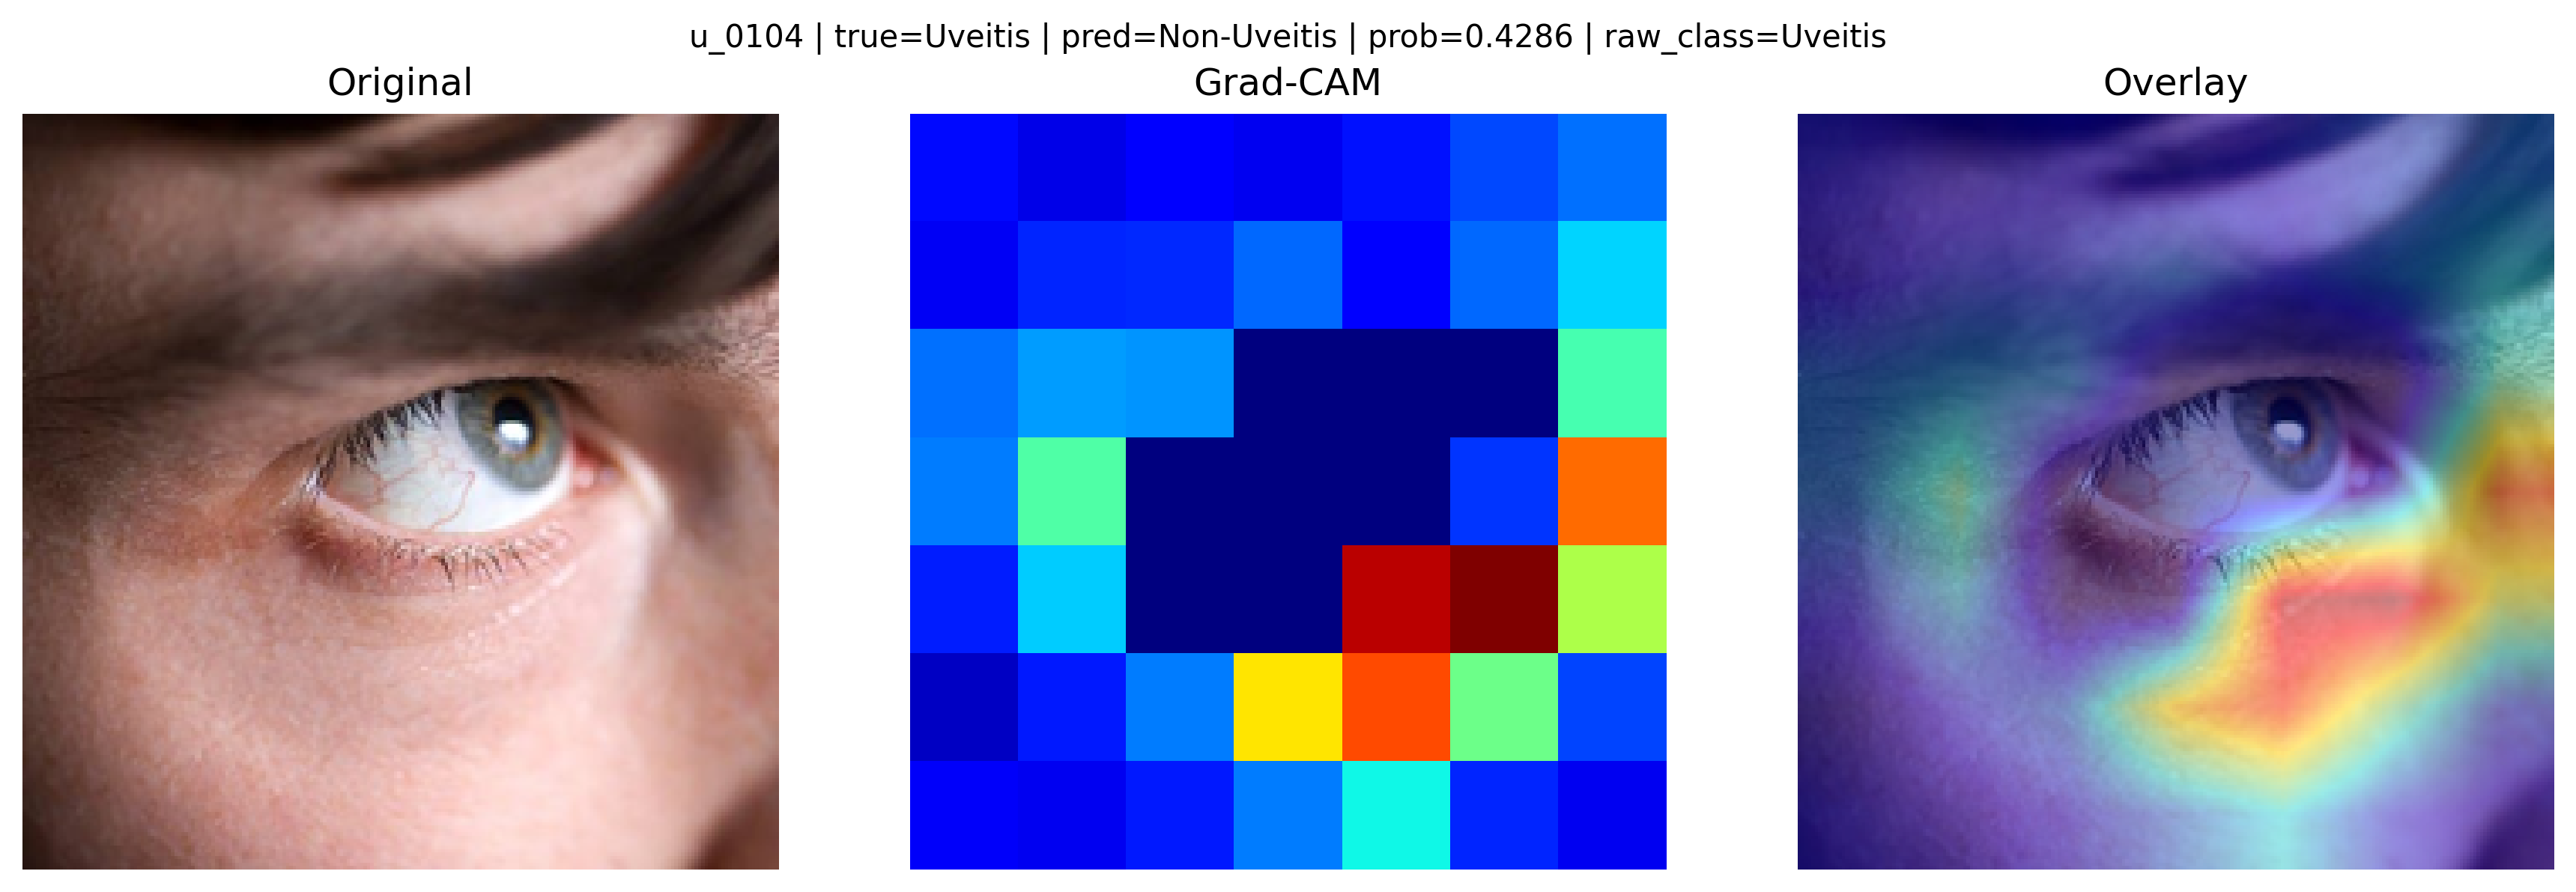 u_0104 | true=Uveitis | pred=Non-Uveitis | prob=0.4286 | raw_class=Uveitis
Original
Grad-CAM
Overlay